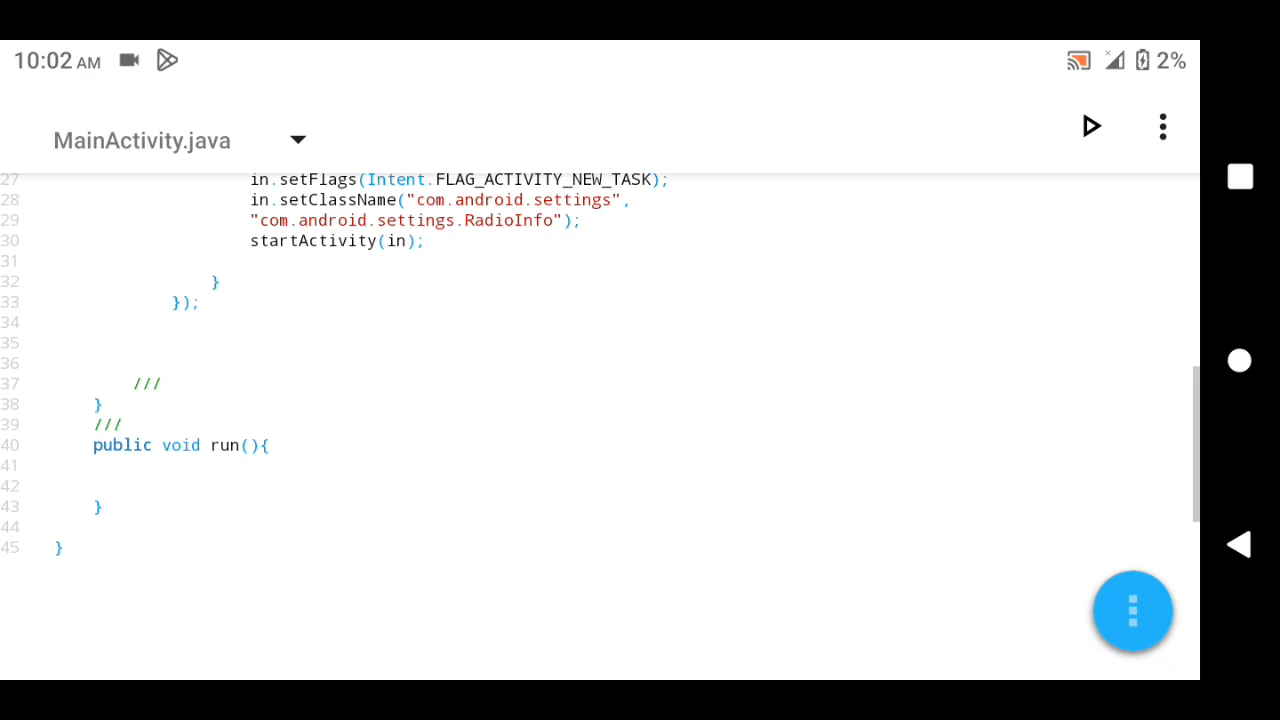 10:02 AM
2%
MainActivity.java
27 in.setFlags(Intent.FLAG_ACTIVITY_NEW_TASK);
28 in.setClassName("com.android.settings",
29 "com.android.settings.RadioInfo");
30 startActivity(in);
31
32 }
33 });
34
35
36
37 ///
38 }
39 ///
40 public void run(){
41
42
43 }
44
45 }